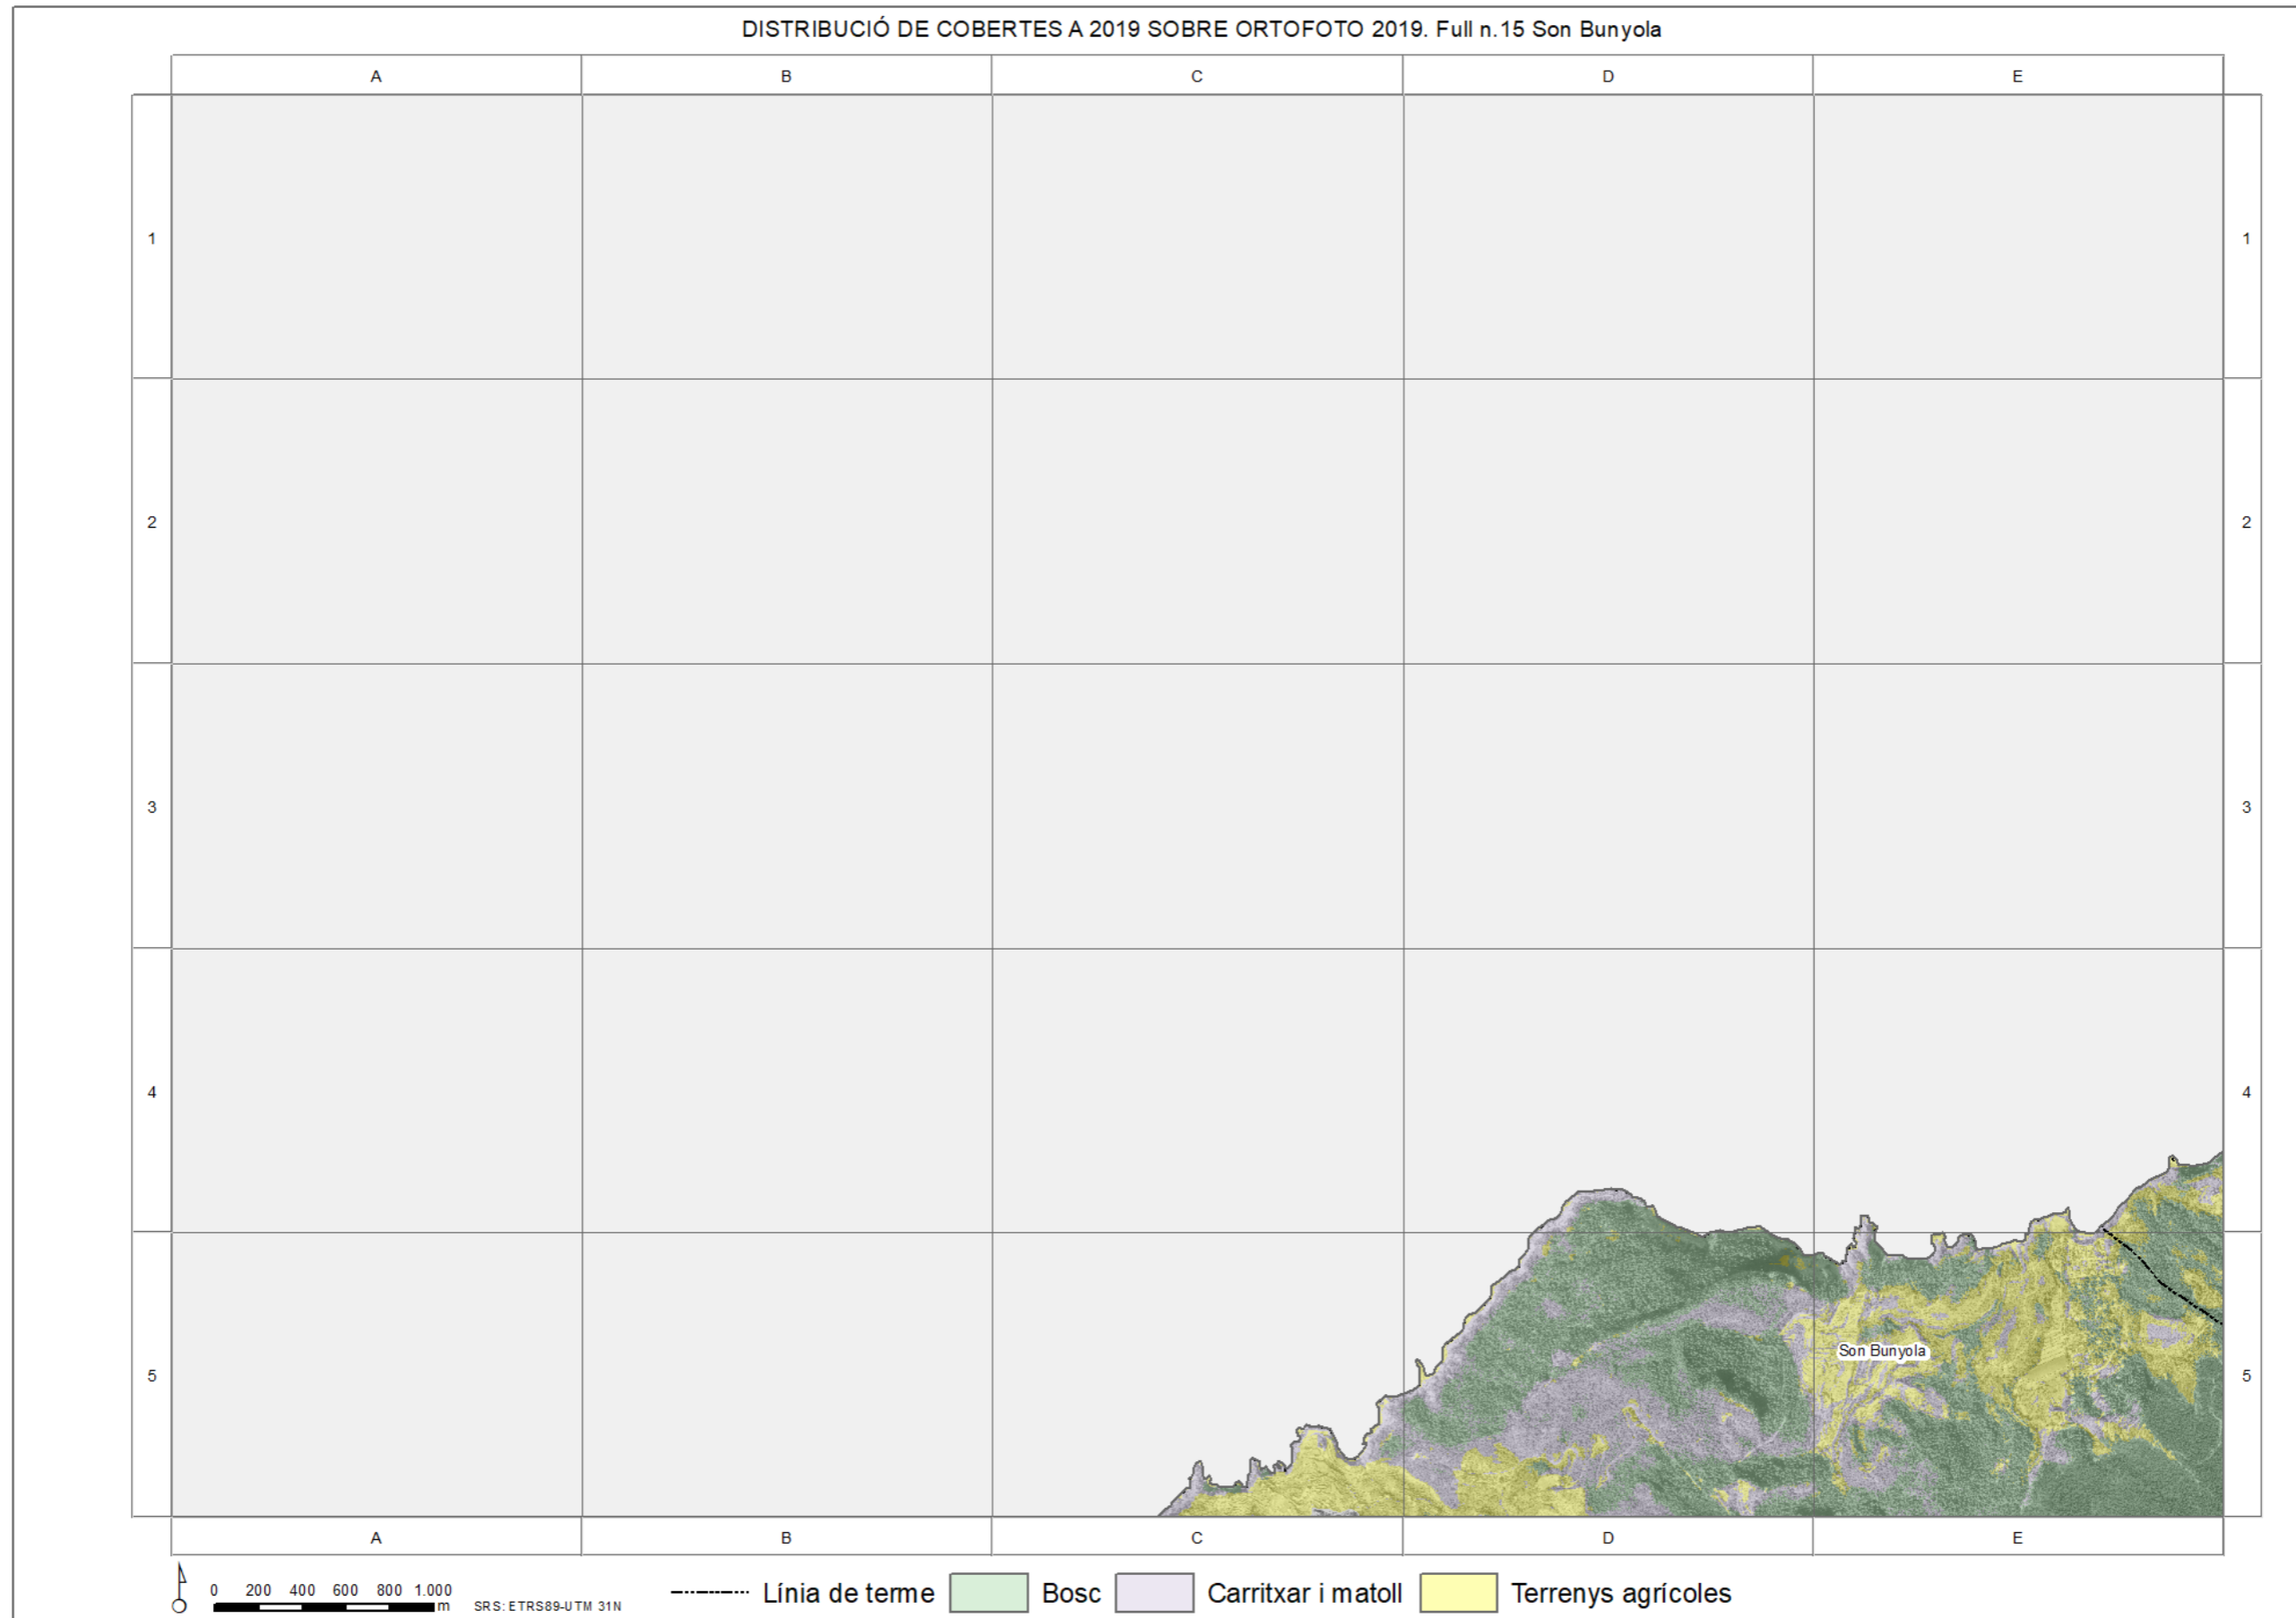 DISTRIBUCIÓ DE COBERTES A 2019 SOBRE ORTOFOTO 2019. Full n.15 Son Bunyola
A B C D E
1 1
2 2
3 3
4 4
Son Bunyola
5 5
A B C D E
0 200 400 600 800 1.000
m SRS: ETRS89-UTM 31N
Línia de terme Bosc Carritxar i matoll Terrenys agrícoles